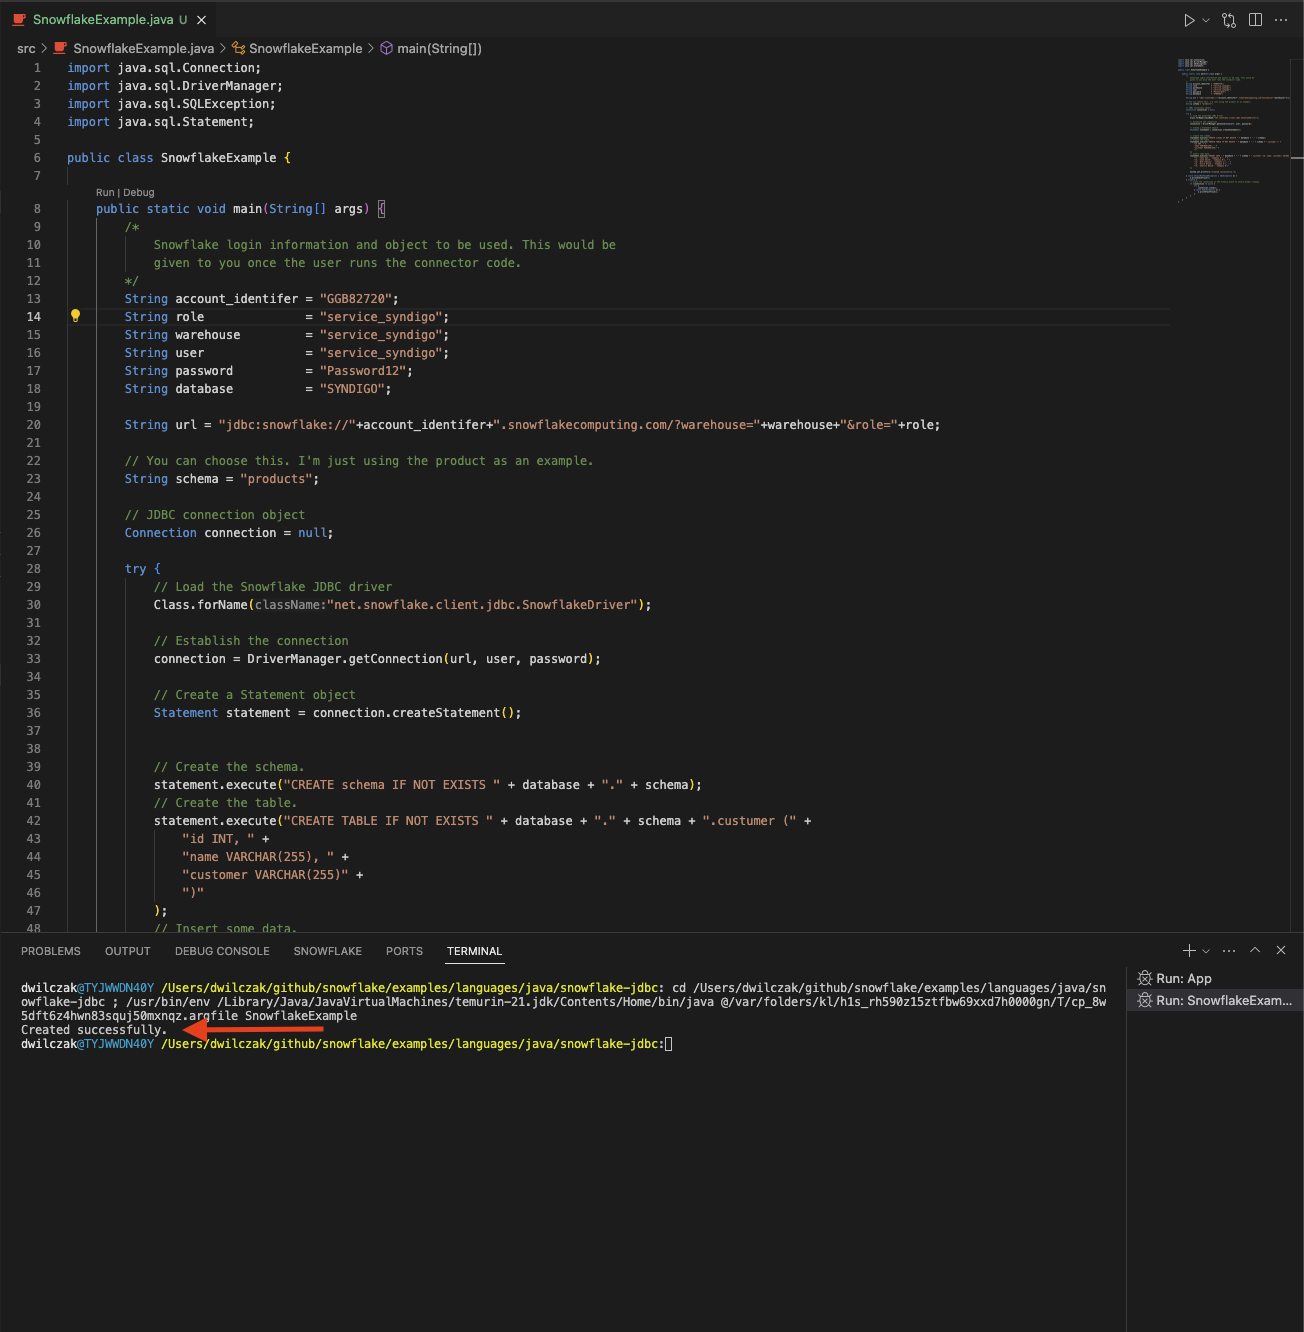 SnowflakeExample.java U
src > SnowflakeExample.java > SnowflakeExample > main(String[])
1 import java.sql.Connection;
2 import java.sql.DriverManager;
3 import java.sql.SQLException;
4 import java.sql.Statement;
5
6 public class SnowflakeExample {
7
Run | Debug
8 public static void main(String[] args) {
9 /*
10 Snowflake login information and object to be used. This would be
11 given to you once the user runs the connector code.
12 */
13 String account_identifer = "GGB82720";
14 String role = "service_syndigo";
15 String warehouse = "service_syndigo";
16 String user = "service_syndigo";
17 String password = "Password12";
18 String database = "SYNDIGO";
19
20 String url = "jdbc:snowflake://"+account_identifer+".snowflakecomputing.com/?warehouse="+warehouse+"&role="+role;
21
22 // You can choose this. I'm just using the product as an example.
23 String schema = "products";
24
25 // JDBC connection object
26 Connection connection = null;
27
28 try {
29 // Load the Snowflake JDBC driver
30 Class.forName(className:"net.snowflake.client.jdbc.SnowflakeDriver");
31
32 // Establish the connection
33 connection = DriverManager.getConnection(url, user, password);
34
35 // Create a Statement object
36 Statement statement = connection.createStatement();
37
38
39 // Create the schema.
40 statement.execute("CREATE schema IF NOT EXISTS " + database + "." + schema);
41 // Create the table.
42 statement.execute("CREATE TABLE IF NOT EXISTS " + database + "." + schema + ".custumer (" +
43 "id INT, " +
44 "name VARCHAR(255), " +
45 "customer VARCHAR(255)" +
46 ")"
47 );
48 // Insert some data.
PROBLEMS OUTPUT DEBUG CONSOLE SNOWFLAKE PORTS TERMINAL
dwilczak@TYJWWDN40Y /Users/dwilczak/github/snowflake/examples/languages/java/snowflake-jdbc: cd /Users/dwilczak/github/snowflake/examples/languages/java/sn
owflake-jdbc ; /usr/bin/env /Library/Java/JavaVirtualMachines/temurin-21.jdk/Contents/Home/bin/java @/var/folders/kl/h1s_rh590z15ztfbw69xxd7h0000gn/T/cp_8w
5dft6z4hwn83squj50mxnqz.argfile SnowflakeExample
Created successfully.
dwilczak@TYJWWDN40Y /Users/dwilczak/github/snowflake/examples/languages/java/snowflake-jdbc:
Run: App
Run: SnowflakeExam...